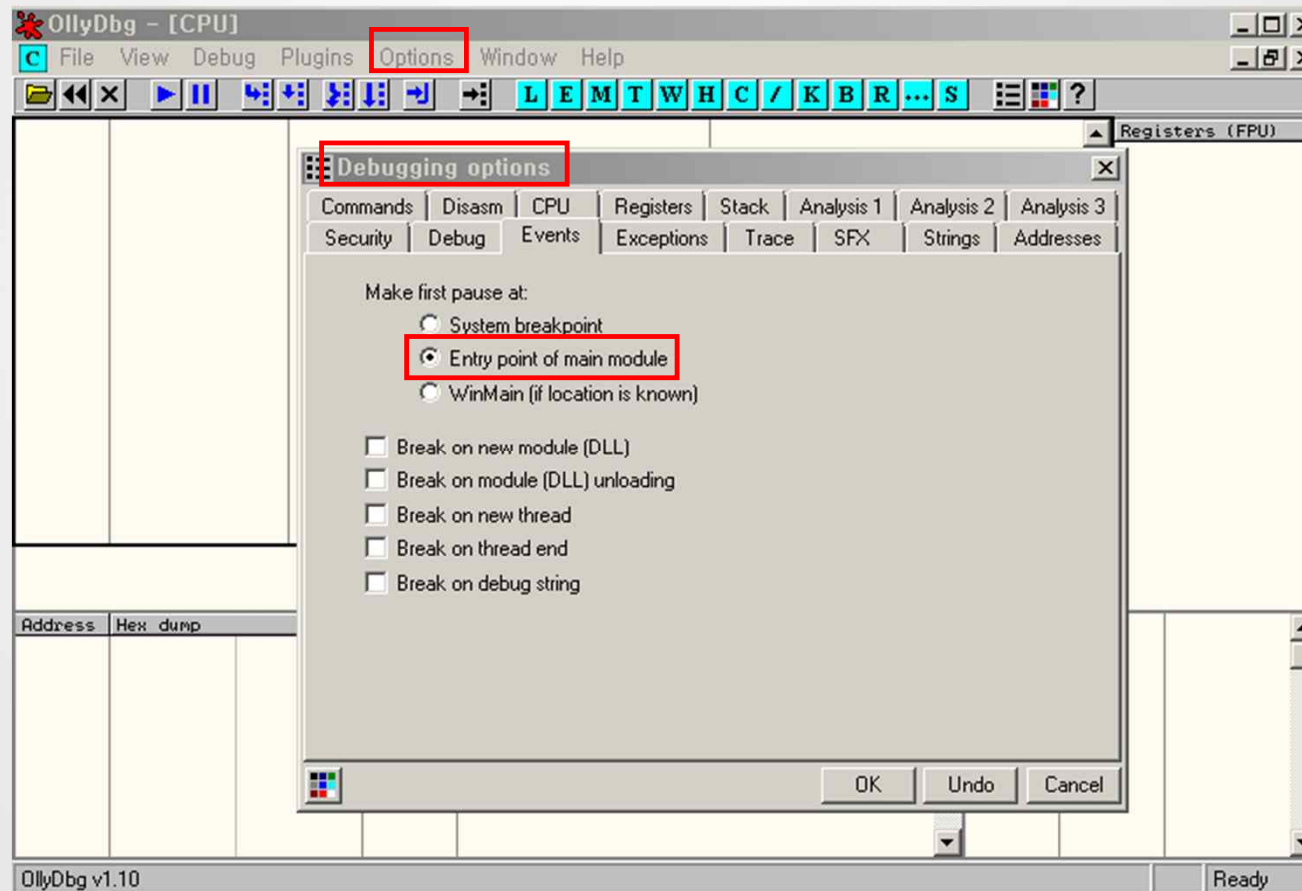 OllyDbg - [CPU]
C File View Debug Plugins Options Window Help
L E M T W H C / K B R ... S ?
Registers (FPU)
Debugging options
Commands Disasm CPU Registers Stack Analysis 1 Analysis 2 Analysis 3
Security Debug Events Exceptions Trace SFX Strings Addresses
Make first pause at:
System breakpoint
Entry point of main module
WinMain (if location is known)
Break on new module (DLL)
Break on module (DLL) unloading
Break on new thread
Break on thread end
Break on debug string
Address Hex dump
OK Undo Cancel
OllyDbg v1.10 Ready